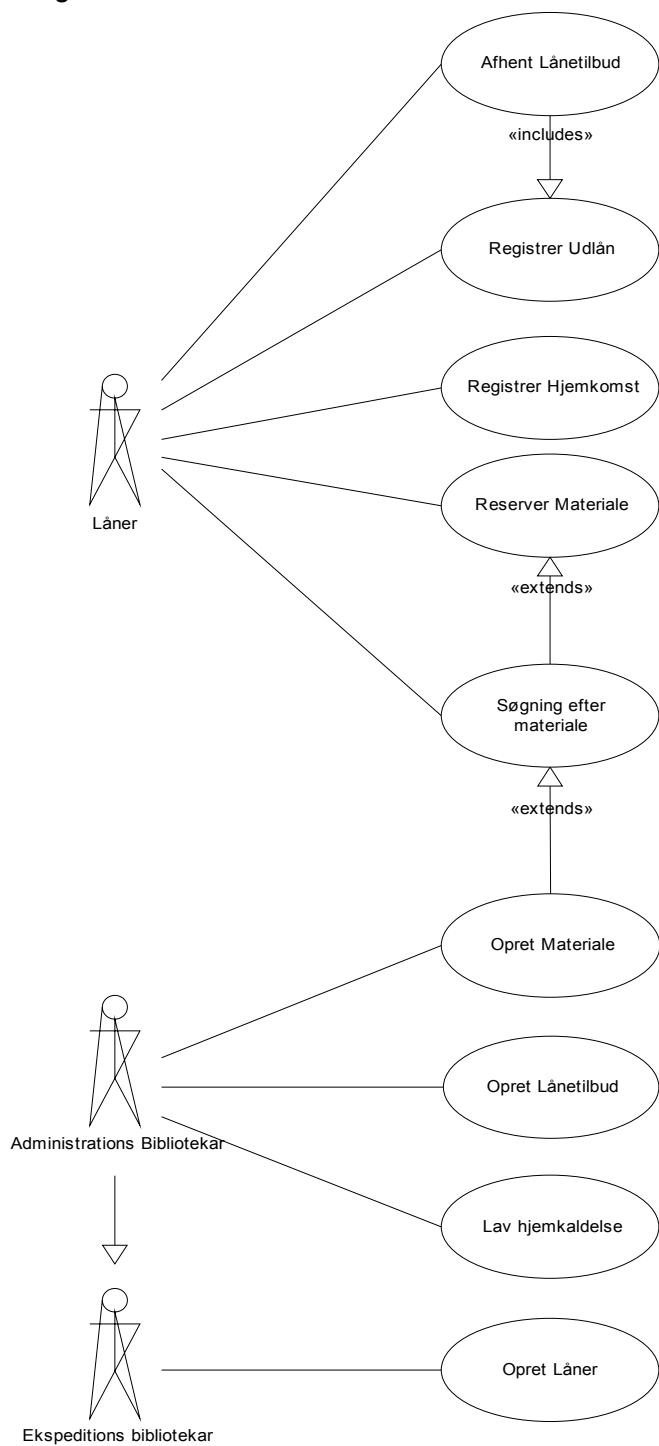 Afhent Lånetilbud
«includes»
Registrer Udlån
Registrer Hjemkomst
Reserver Materiale
Låner
«extends»
Søgning efter
materiale
«extends»
Opret Materiale
Opret Lånetilbud
Administrations Bibliotekar
Lav hjemkaldelse
Opret Låner
Ekspeditions bibliotekar